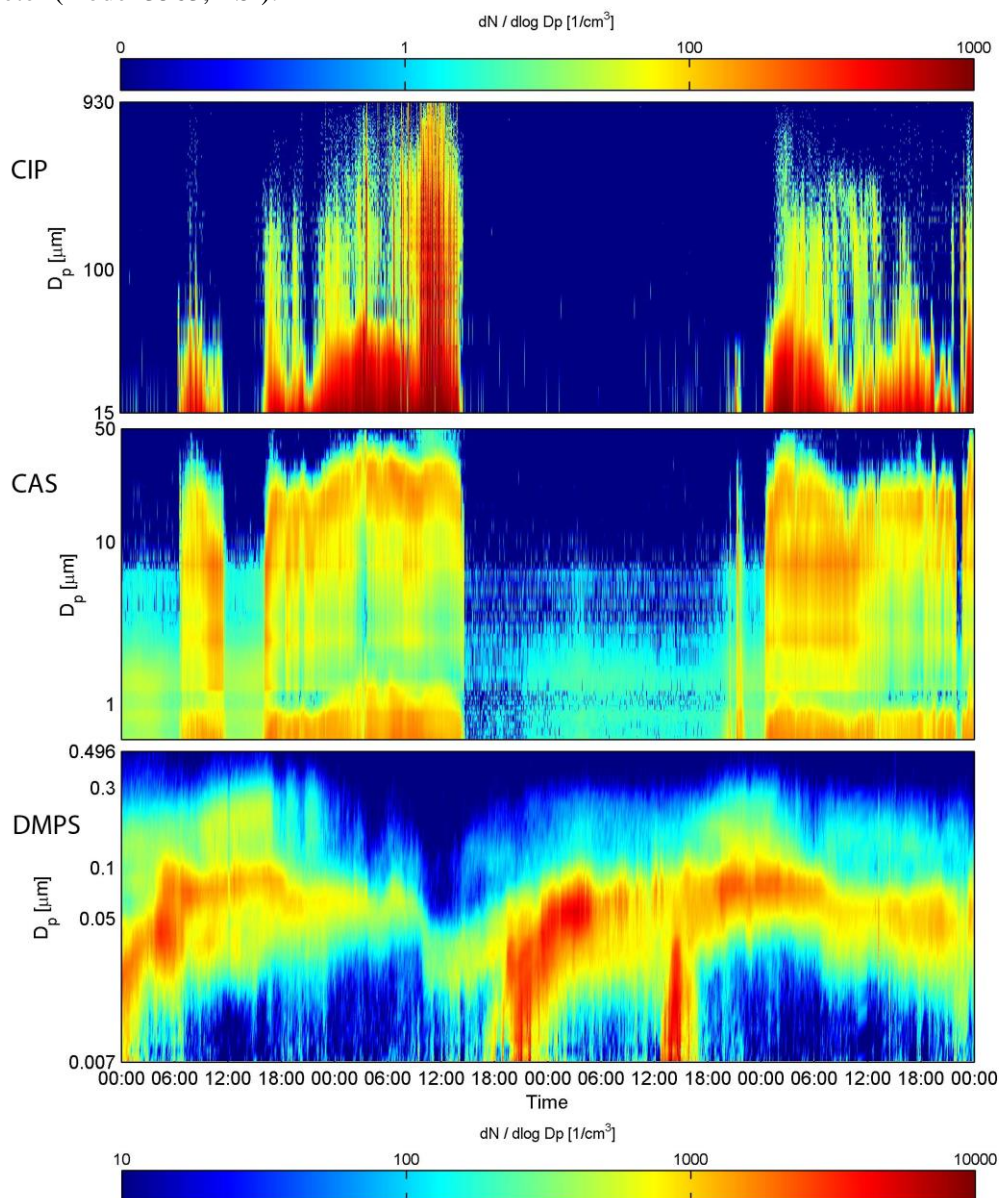 dN / dlog Dp [1/cm³]
0 1 100 1000
930
CIP
Dp [μm]
100
15
50
CAS
10
Dp [μm]
1
0.496
0.3
DMPS
0.1
Dp [μm]
0.05
0.007
00:00 06:00 12:00 18:00 00:00 06:00 12:00 18:00 00:00 06:00 12:00 18:00 00:00 06:00 12:00 18:00 00:00
Time
dN / dlog Dp [1/cm³]
10 100 1000 10000